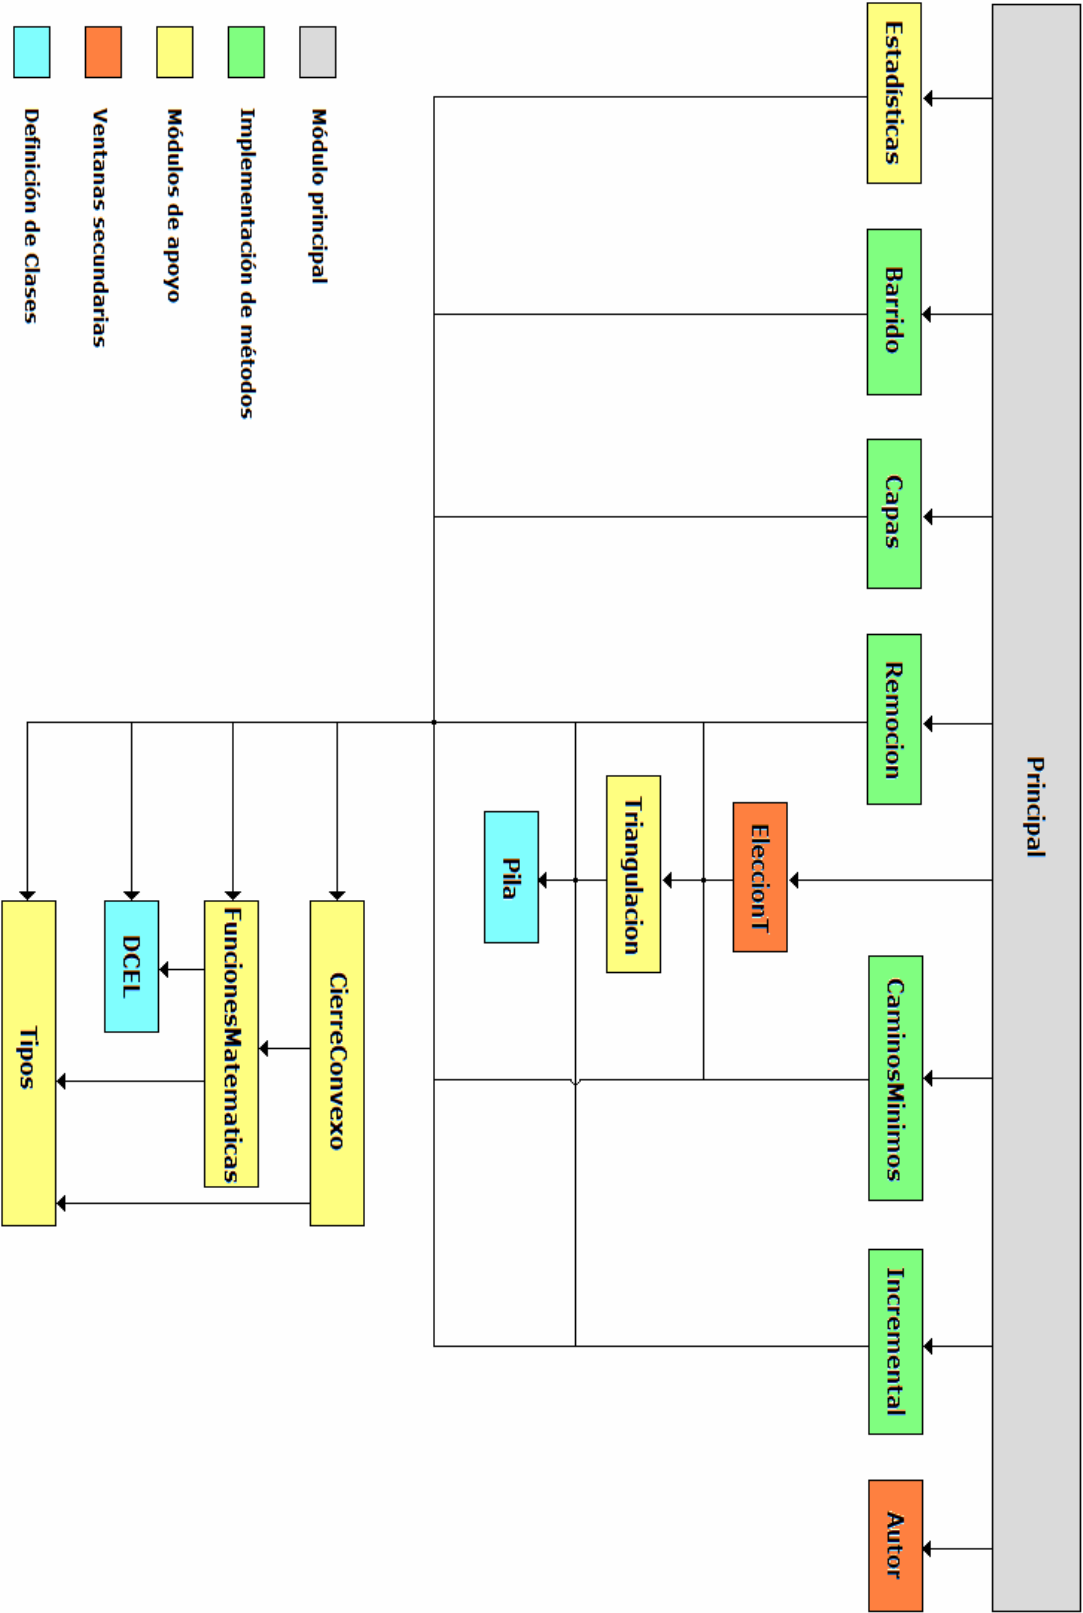 Principal
Estadísticas
Barrido
Capas
Remocion
EleccionT
CaminosMinimos
Incremental
Autor
Triangulacion
Pila
CierreConvexo
FuncionesMatematicas
DCEL
Tipos
Módulo principal
Implementación de métodos
Módulos de apoyo
Ventanas secundarias
Definición de Clases